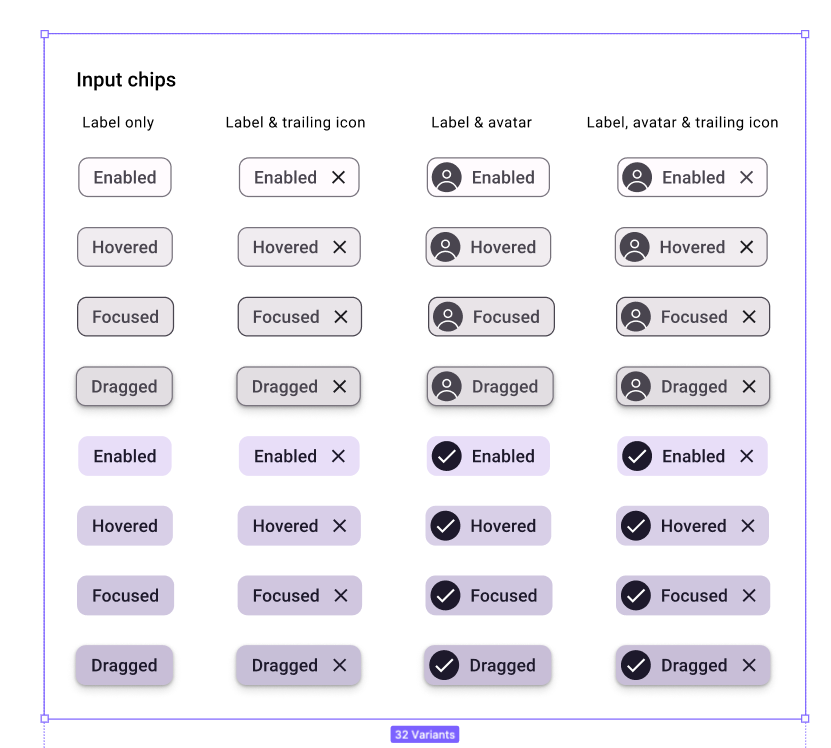 Input chips
Label only Label & trailing icon Label & avatar Label, avatar & trailing icon
Enabled Enabled Enabled Enabled
Hovered Hovered Hovered Hovered
Focused Focused Focused Focused
Dragged Dragged Dragged Dragged
Enabled Enabled Enabled Enabled
Hovered Hovered Hovered Hovered
Focused Focused Focused Focused
Dragged Dragged Dragged Dragged
32 Variants